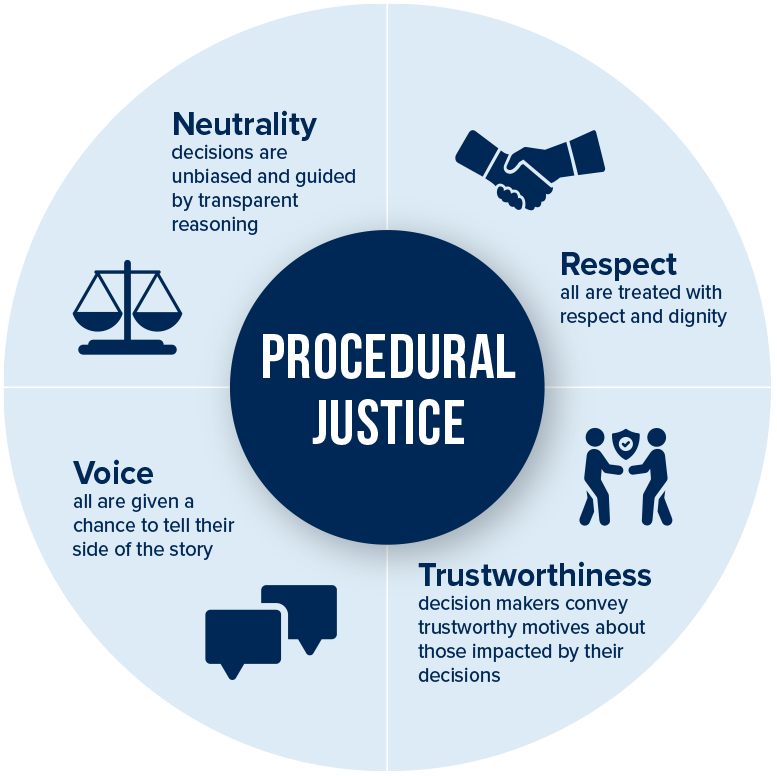 Neutrality
decisions are
unbiased and guided
by transparent
reasoning
Respect
all are treated with
respect and dignity
PROCEDURAL
JUSTICE
Voice
all are given a
chance to tell their
side of the story
Trustworthiness
decision makers convey
trustworthy motives about
those impacted by their
decisions